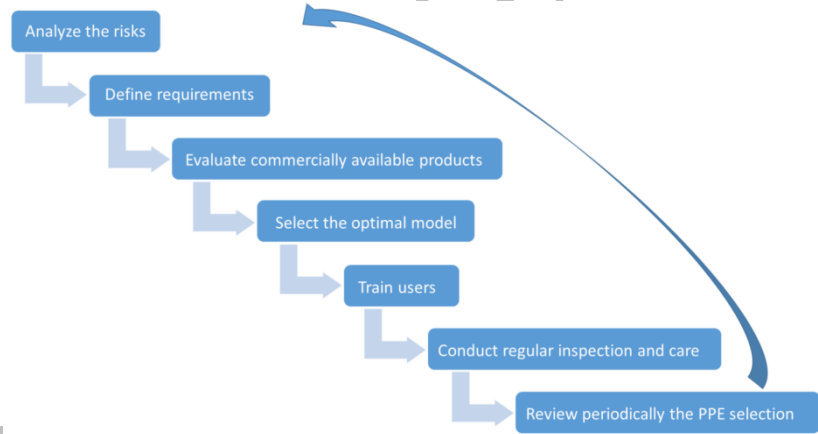 Analyze the risks
Define requirements
Evaluate commercially available products
Select the optimal model
Train users
Conduct regular inspection and care
Review periodically the PPE selection